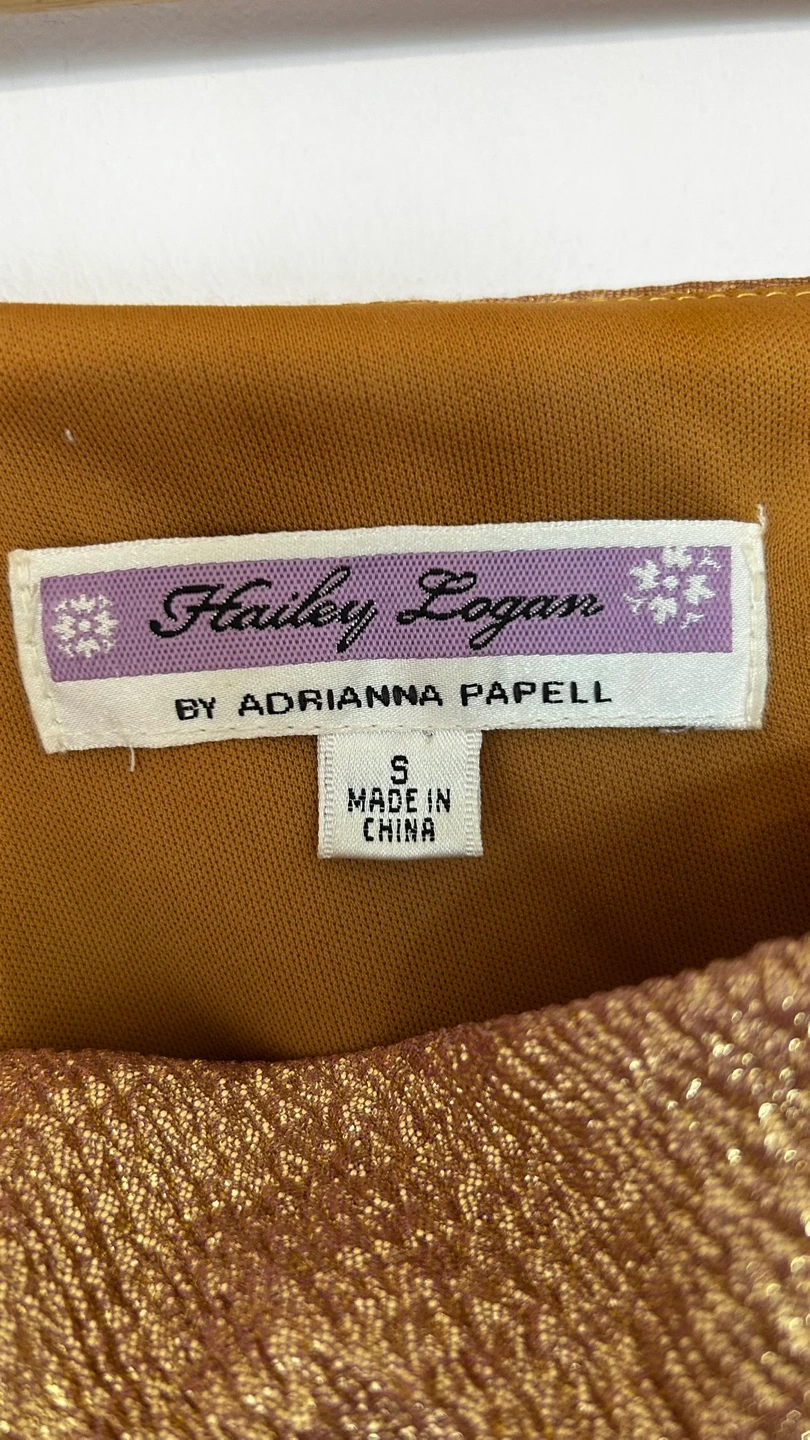 Hailey Logan
BY ADRIANNA PAPELL
S
MADE IN
CHINA